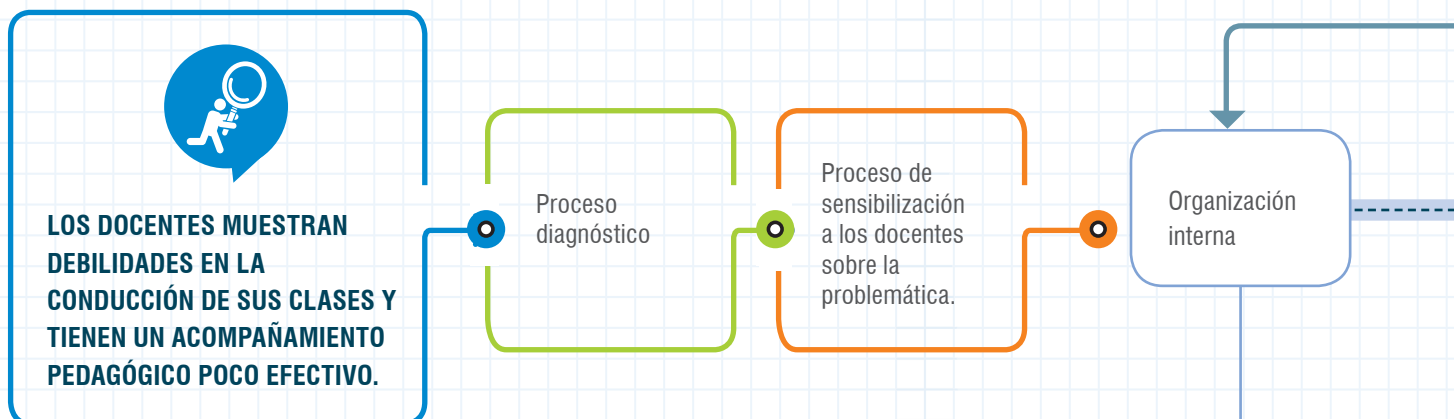 LOS DOCENTES MUESTRAN
DEBILIDADES EN LA
CONDUCCIÓN DE SUS CLASES Y
TIENEN UN ACOMPAÑAMIENTO
PEDAGÓGICO POCO EFECTIVO.
Proceso
diagnóstico
Proceso de
sensibilización
a los docentes
sobre la
problemática.
Organización
interna